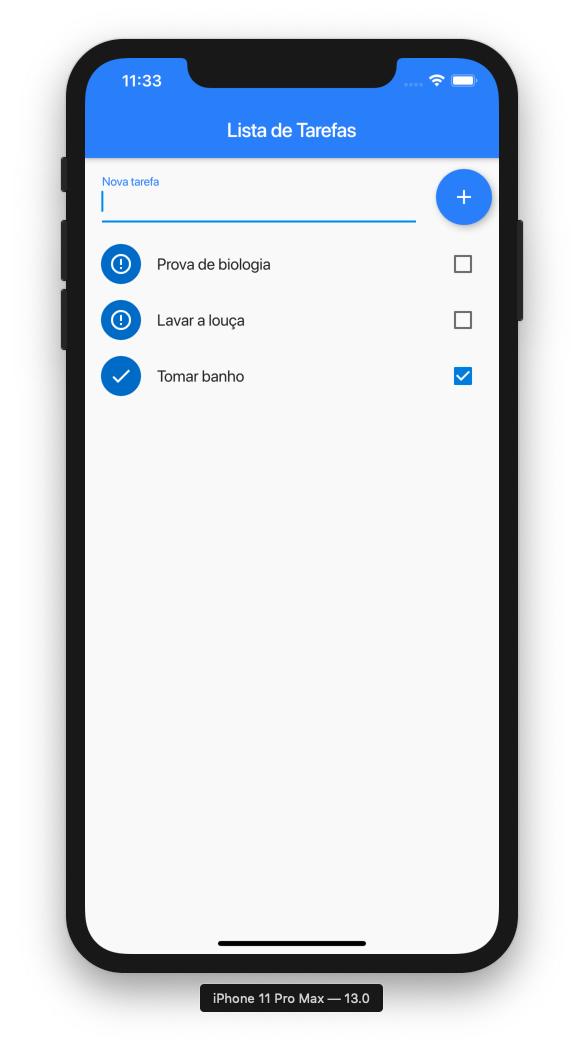 11:33
Lista de Tarefas
Nova tarefa
Prova de biologia
Lavar a louça
Tomar banho
iPhone 11 Pro Max — 13.0